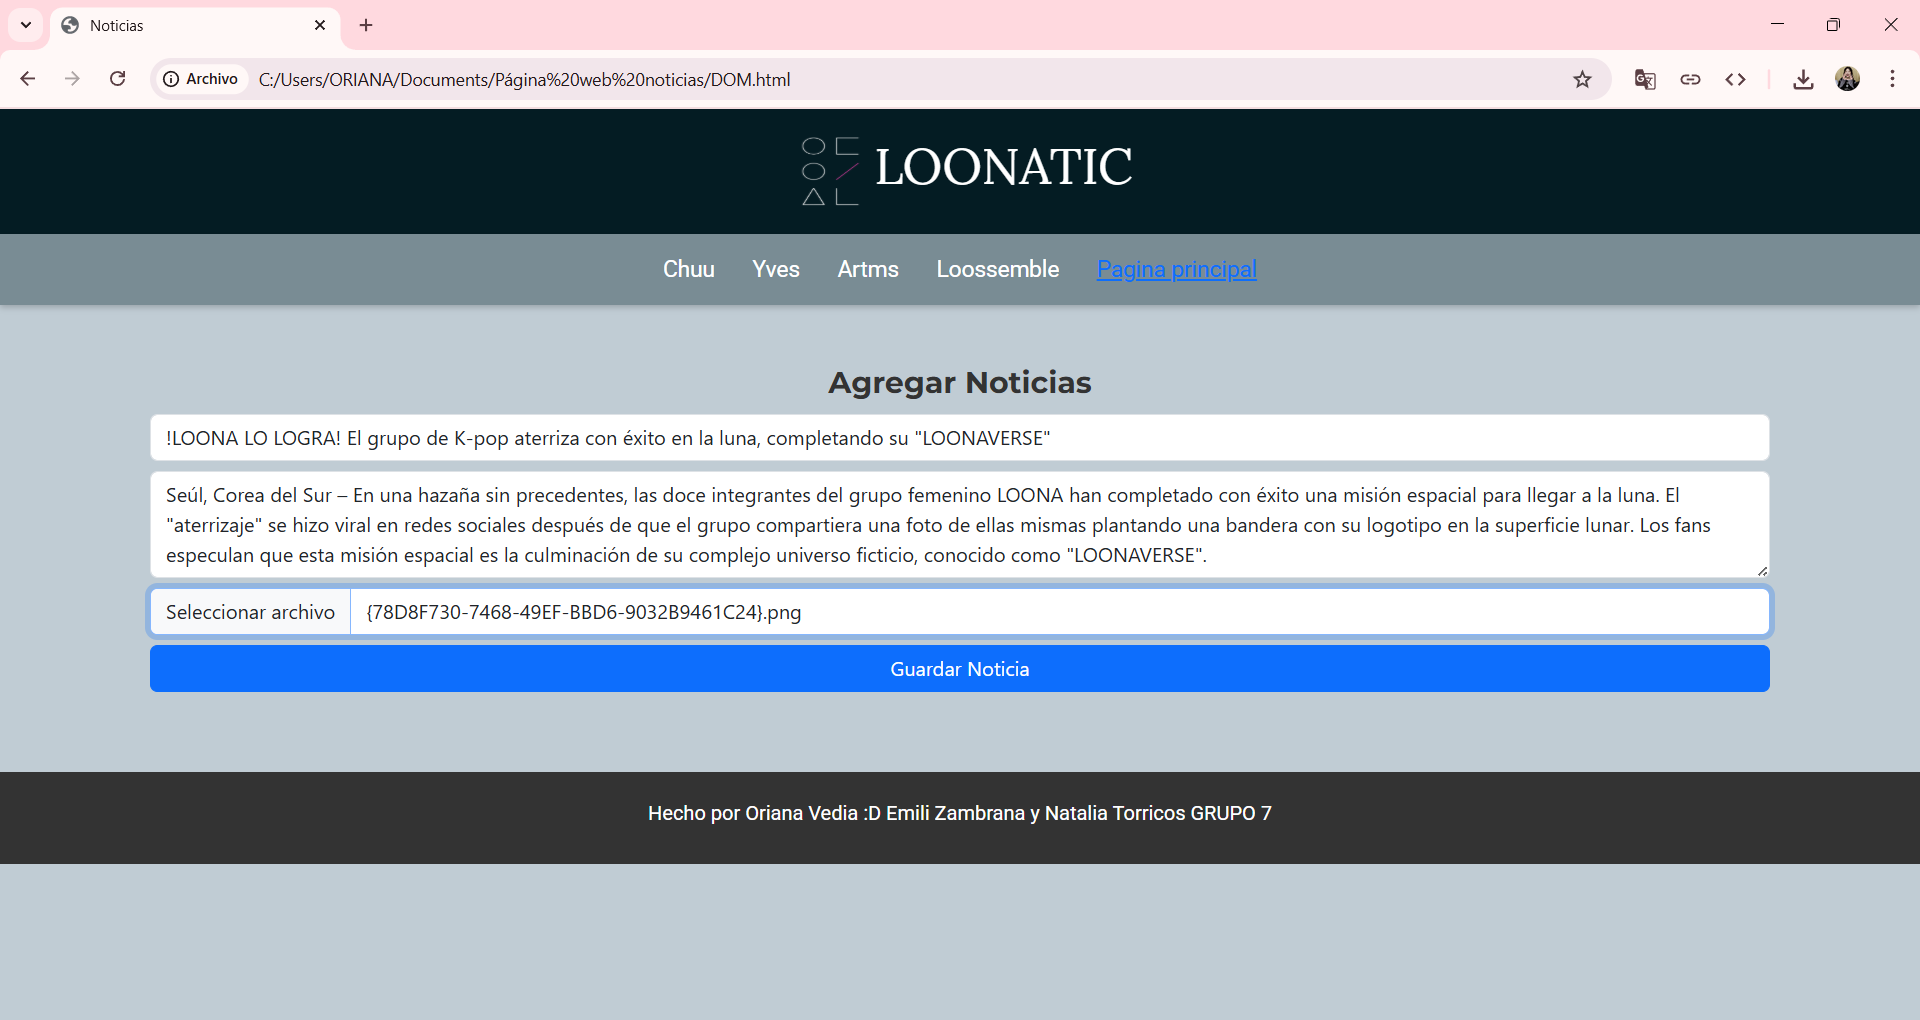 Noticias
Archivo C:/Users/ORIANA/Documents/Página%20web%20noticias/DOM.html
LOONATIC
Chuu Yves Artms Loossemble Pagina principal
Agregar Noticias
!LOONA LO LOGRA! El grupo de K-pop aterriza con éxito en la luna, completando su "LOONAVERSE"
Seúl, Corea del Sur – En una hazaña sin precedentes, las doce integrantes del grupo femenino LOONA han completado con éxito una misión espacial para llegar a la luna. El
"aterrizaje" se hizo viral en redes sociales después de que el grupo compartiera una foto de ellas mismas plantando una bandera con su logotipo en la superficie lunar. Los fans
especulan que esta misión espacial es la culminación de su complejo universo ficticio, conocido como "LOONAVERSE".
Seleccionar archivo {78D8F730-7468-49EF-BBD6-9032B9461C24}.png
Guardar Noticia
Hecho por Oriana Vedia :D Emili Zambrana y Natalia Torricos GRUPO 7